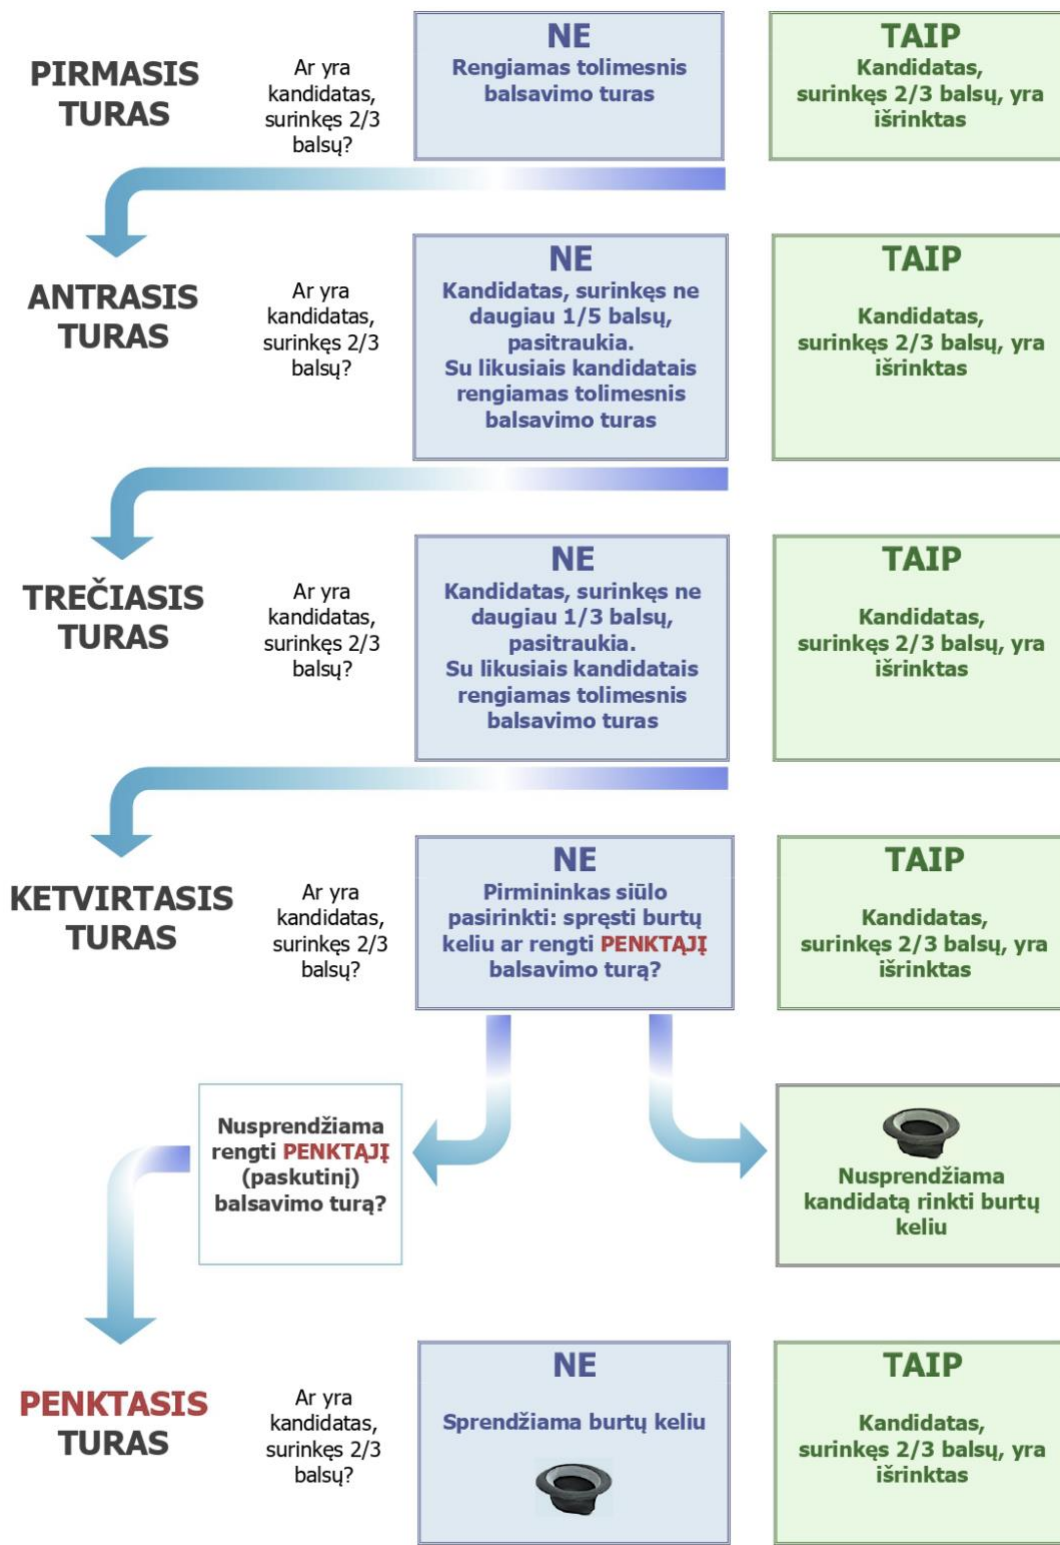 PIRMASIS
TURAS
Ar yra
kandidatas,
surinkęs 2/3
balsų?
NE
Rengiamas tolimesnis
balsavimo turas
TAIP
Kandidatas,
surinkęs 2/3 balsų, yra
išrinktas
ANTRASIS
TURAS
Ar yra
kandidatas,
surinkęs 2/3
balsų?
NE
Kandidatas, surinkęs ne
daugiau 1/5 balsų,
pasitraukia.
Su likusiais kandidatais
rengiamas tolimesnis
balsavimo turas
TAIP
Kandidatas,
surinkęs 2/3 balsų, yra
išrinktas
TREČIASIS
TURAS
Ar yra
kandidatas,
surinkęs 2/3
balsų?
NE
Kandidatas, surinkęs ne
daugiau 1/3 balsų,
pasitraukia.
Su likusiais kandidatais
rengiamas tolimesnis
balsavimo turas
TAIP
Kandidatas,
surinkęs 2/3 balsų, yra
išrinktas
KETVIRTASIS
TURAS
Ar yra
kandidatas,
surinkęs 2/3
balsų?
NE
Pirmininkas siūlo
pasirinkti: spręsti burtų
keliu ar rengti PENKTĄJĮ
balsavimo turą?
TAIP
Kandidatas,
surinkęs 2/3 balsų, yra
išrinktas
Nusprendžiama
rengti PENKTĄJĮ
(paskutinį)
balsavimo turą?
Nusprendžiama
kandidatą rinkti burtų
keliu
PENKTASIS
TURAS
Ar yra
kandidatas,
surinkęs 2/3
balsų?
NE
Sprendžiama burtų keliu
TAIP
Kandidatas,
surinkęs 2/3 balsų, yra
išrinktas